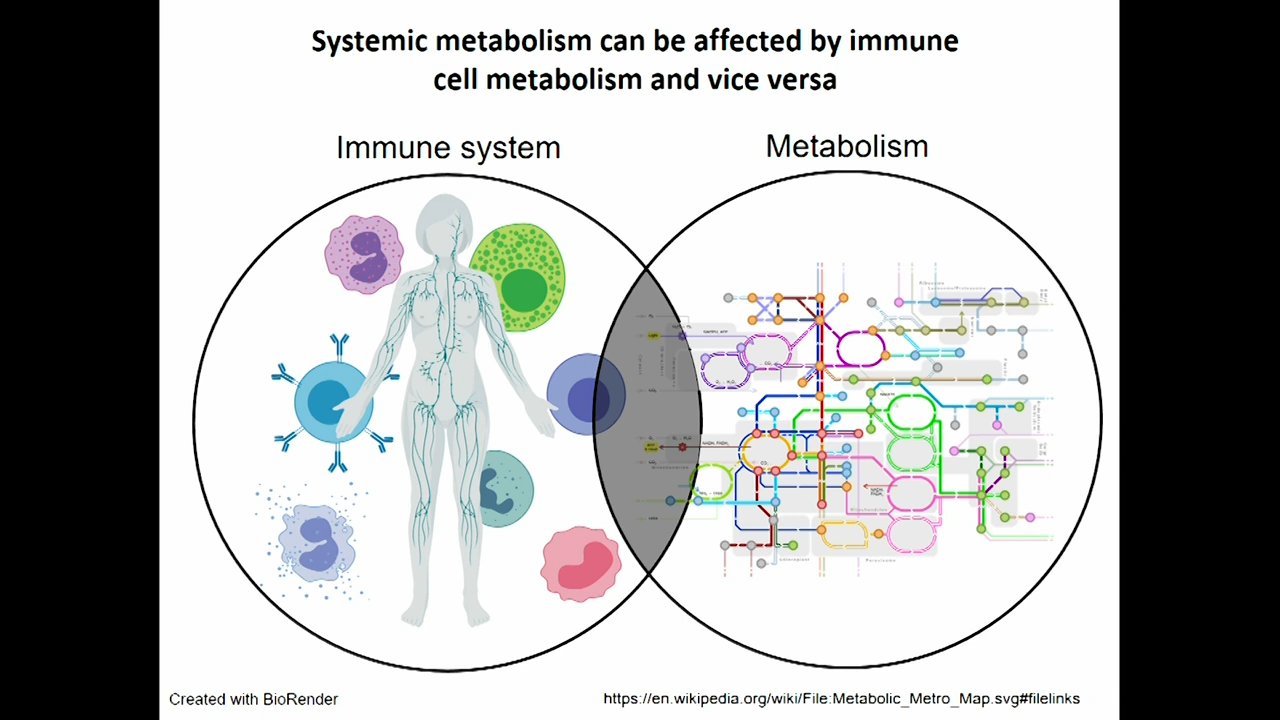 Systemic metabolism can be affected by immune
cell metabolism and vice versa
Immune system
Metabolism
Created with BioRender
https://en.wikipedia.org/wiki/File:Metabolic_Metro_Map.svg#filelinks